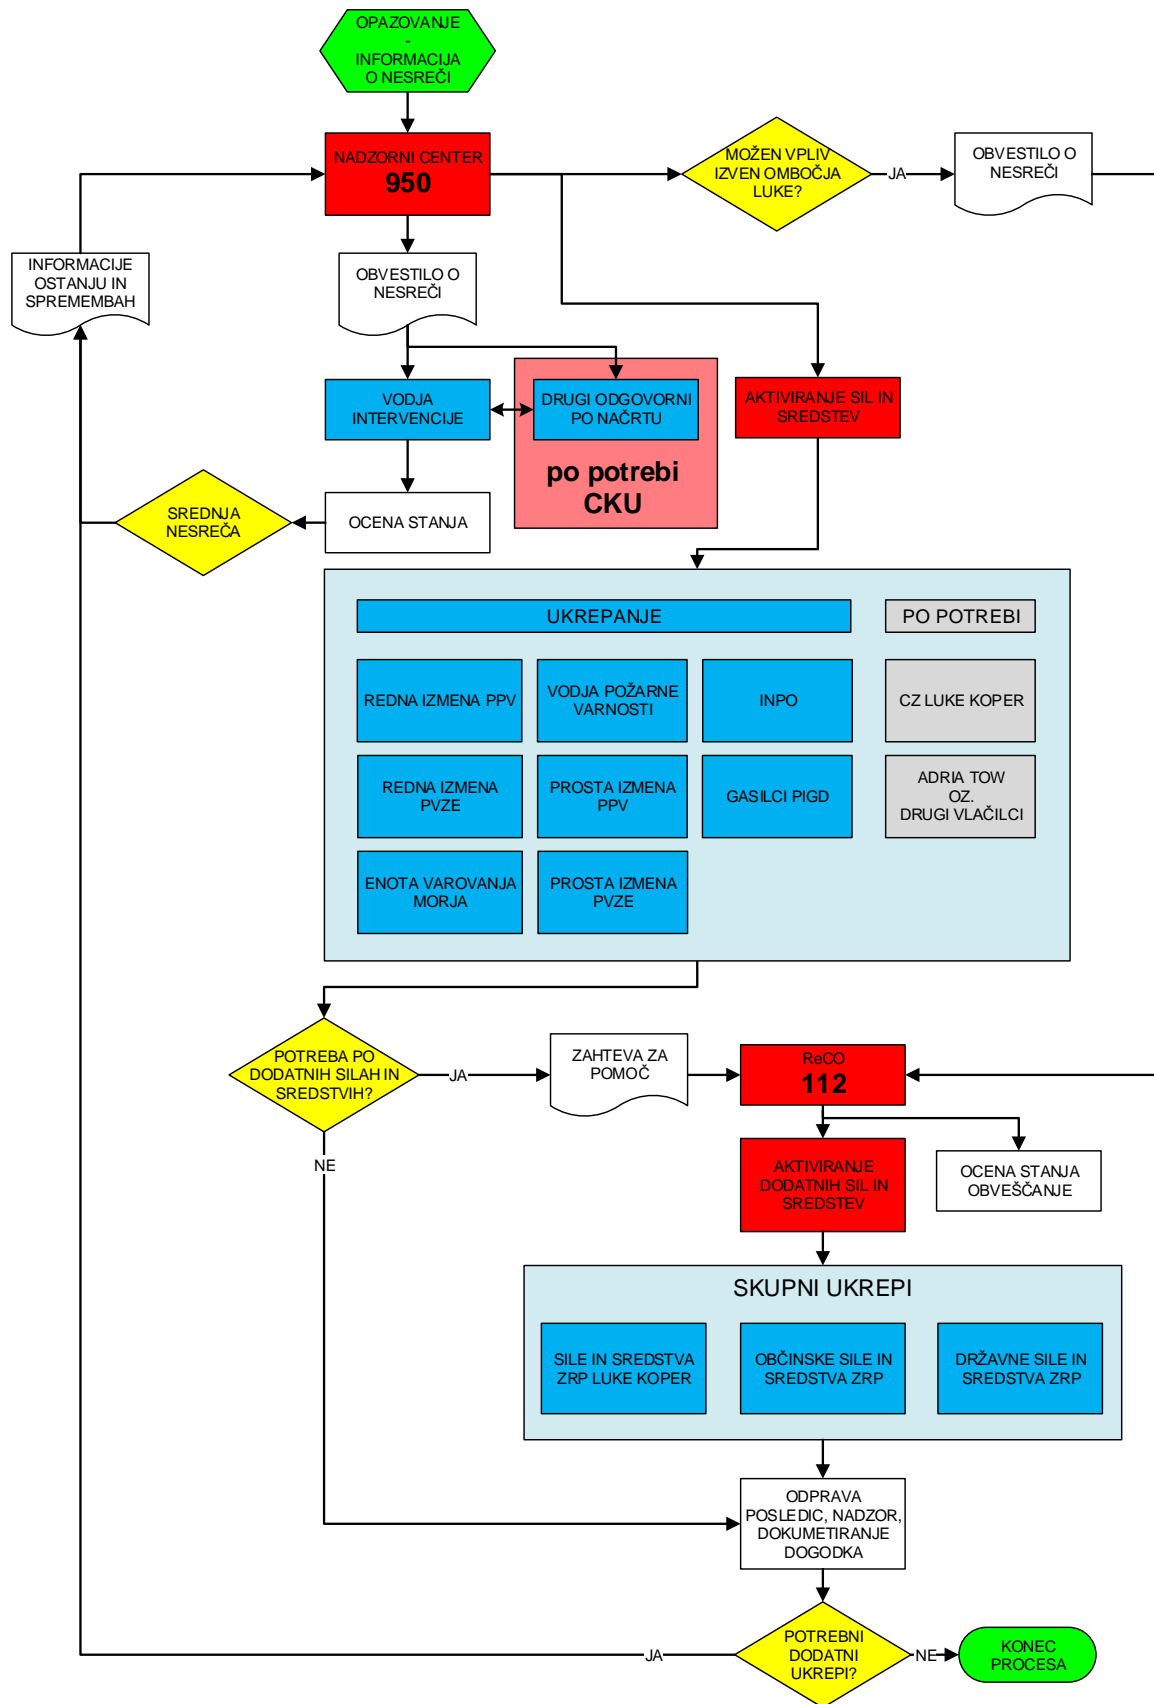 OPAZOVANJE
-
INFORMACIJA
O NESREČI
NADZORNI CENTER
950
MOŽEN VPLIV
IZVEN OMBOČJA
LUKE?
JA
OBVESTILO O
NESREČI
INFORMACIJE
OSTANJU IN
SPREMEMBAH
OBVESTILO O
NESREČI
VODJA
INTERVENCIJE
DRUGI ODGOVORNI
PO NAČRTU
po potrebi
CKU
AKTIVIRANJE SIL IN
SREDSTEV
SREDNJA
NESREČA
OCENA STANJA
UKREPANJE
PO POTREBI
REDNA IZMENA PPV
VODJA POŽARNE
VARNOSTI
INPO
CZ LUKE KOPER
REDNA IZMENA
PVZE
PROSTA IZMENA
PPV
GASILCI PIGD
ADRIA TOW
OZ.
DRUGI VLAČILCI
ENOTA VAROVANJA
MORJA
PROSTA IZMENA
PVZE
POTREBA PO
DODATNIH SILAH IN
SREDSTVIH?
JA
ZAHTEVA ZA
POMOČ
ReCO
112
NE
AKTIVIRANJE
DODATNIH SIL IN
SREDSTEV
OCENA STANJA
OBVEŠČANJE
SKUPNI UKREPI
SILE IN SREDSTVA
ZRP LUKE KOPER
OBČINSKE SILE IN
SREDSTVA ZRP
DRŽAVNE SILE IN
SREDSTVA ZRP
ODPRAVA
POSLEDIC, NADZOR,
DOKUMETIRANJE
DOGODKA
JA
POTREBNI
DODATNI
UKREPI?
NE
KONEC
PROCESA